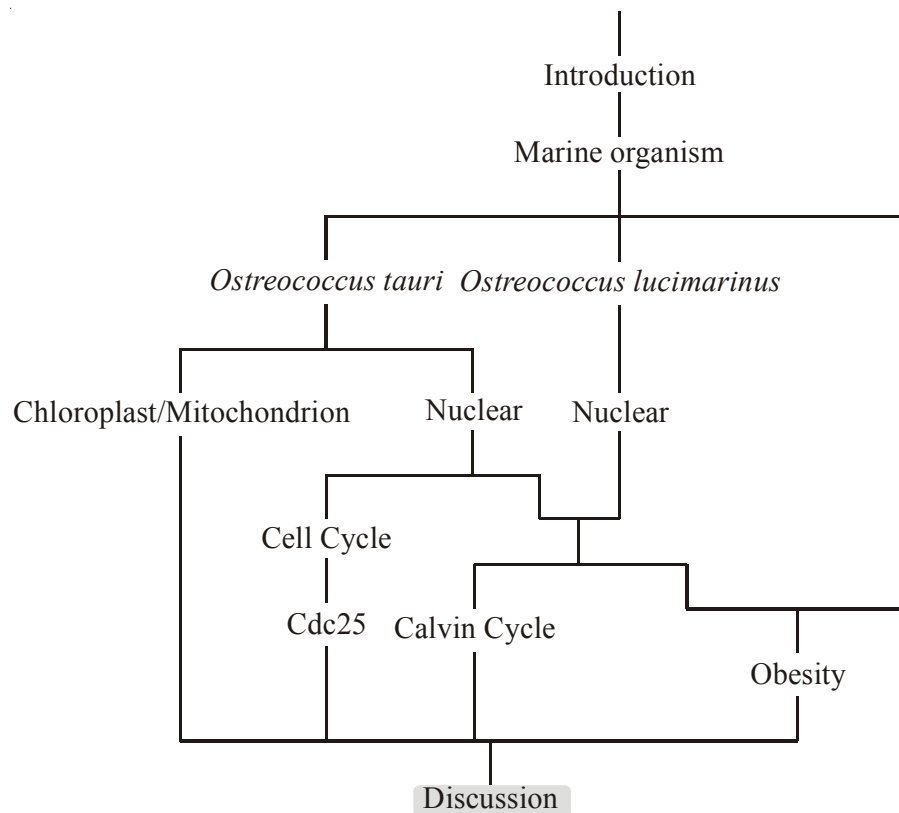 Introduction
Marine organism
Ostreococcus tauri Ostreococcus lucimarinus
Chloroplast/Mitochondrion Nuclear Nuclear
Cell Cycle
Cdc25 Calvin Cycle
Obesity
Discussion